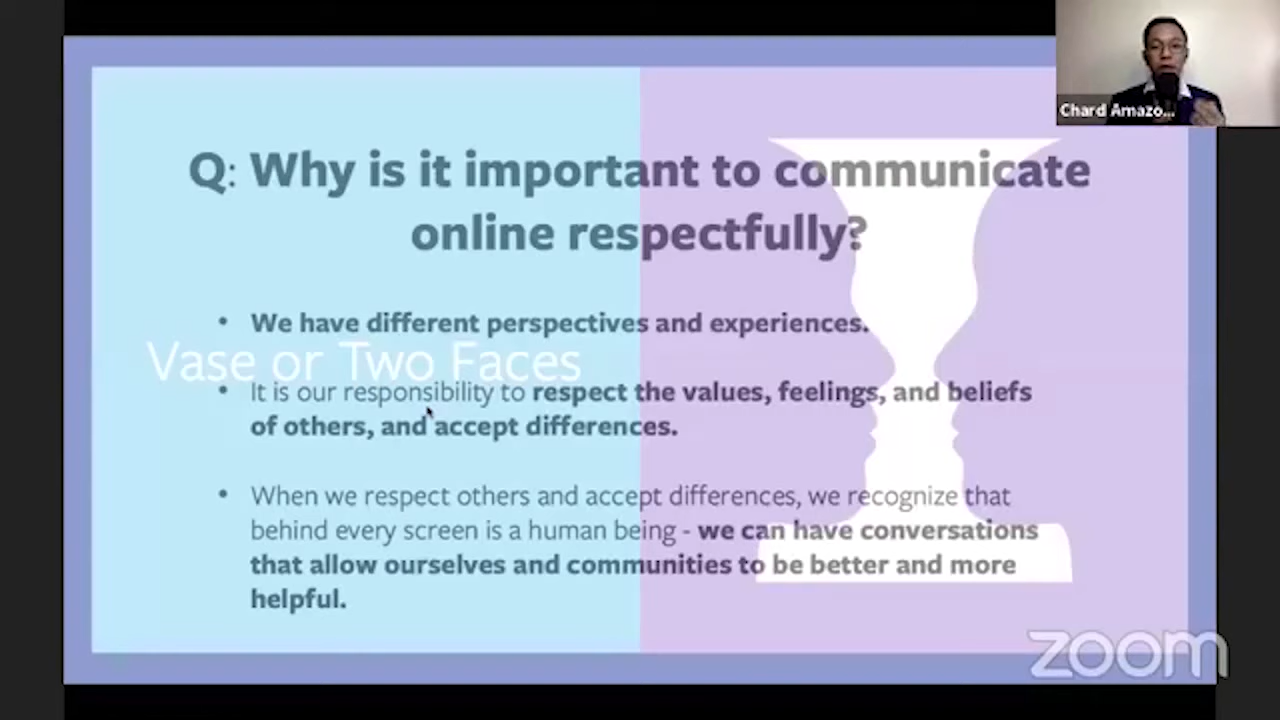 Chard Amazo...
Q: Why is it important to communicate
online respectfully?
• We have different perspectives and experiences.
Vase or Two Faces
• It is our responsibility to respect the values, feelings, and beliefs
of others, and accept differences.
• When we respect others and accept differences, we recognize that
behind every screen is a human being - we can have conversations
that allow ourselves and communities to be better and more
helpful.
zoom